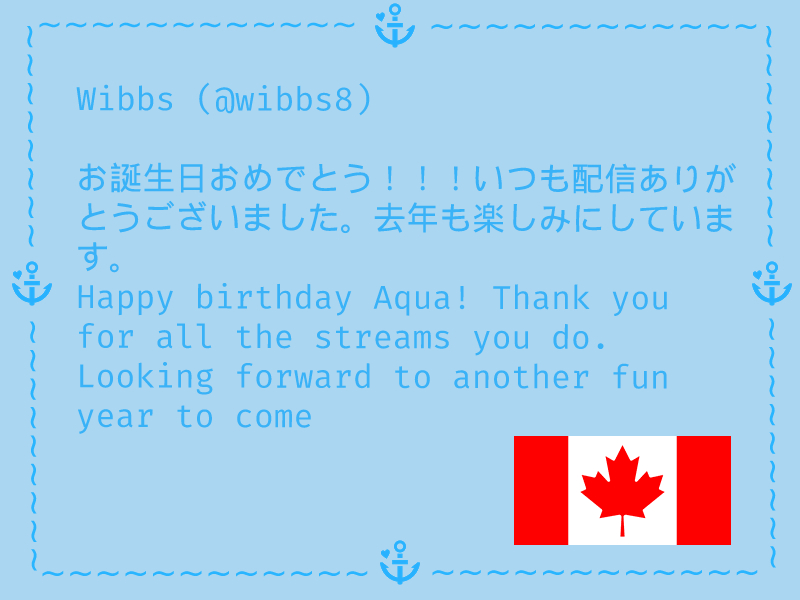 Wibbs (@wibbs8)
お誕生日おめでとう！！！いつも配信ありが
とうございました。去年も楽しみにしていま
す。
Happy birthday Aqua! Thank you
for all the streams you do.
Looking forward to another fun
year to come